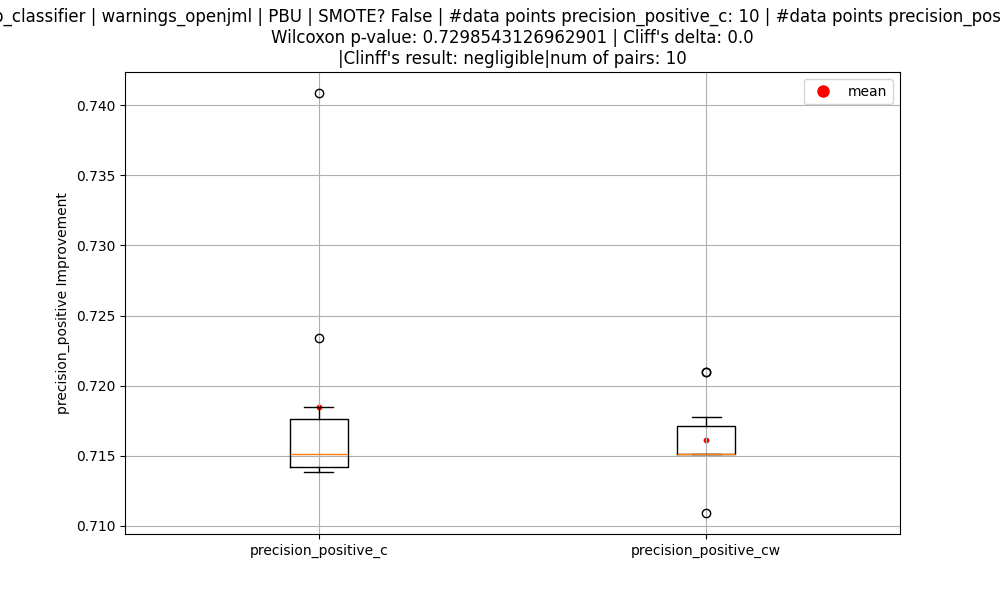 _classifier | warnings_openjml | PBU | SMOTE? False | #data points precision_positive_c: 10 | #data points
Wilcoxon p-value: 0.7298543126962901 | Cliff's delta: 0.0
|Clinff's result: negligible|num of pairs: 10
mean
0.740
0.735
0.730
0.725
0.720
0.715
0.710
precision_positive Improvement
precision_positive_c
precision_positive_cw